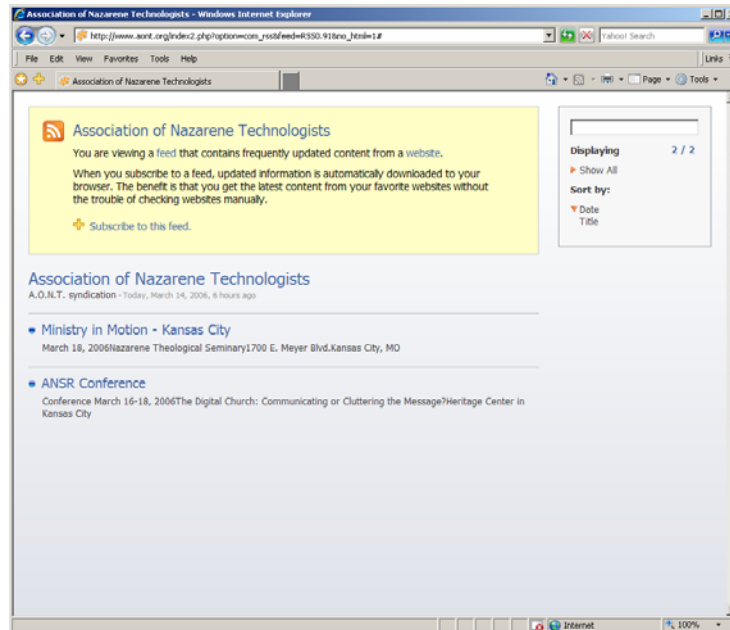 Association of Nazarene Technologists - Windows Internet Explorer
http://www.aont.org/index2.php?option=com_rss&feed=RSS0.91&no_html=1#
Yahoo! Search
File Edit View Favorites Tools Help
Links
Association of Nazarene Technologists
Page Tools
Association of Nazarene Technologists
You are viewing a feed that contains frequently updated content from a website.
When you subscribe to a feed, updated information is automatically downloaded to your
browser. The benefit is that you get the latest content from your favorite websites without
the trouble of checking websites manually.
Subscribe to this feed.
Displaying 2 / 2
Show All
Sort by:
Date
Title
Association of Nazarene Technologists
A.O.N.T. syndication - Today, March 14, 2006, 6 hours ago
Ministry in Motion - Kansas City
March 18, 2006Nazarene Theological Seminary1700 E. Meyer Blvd.Kansas City, MO
ANSR Conference
Conference March 16-18, 2006The Digital Church: Communicating or Cluttering the Message?Heritage Center in
Kansas City
Internet
100%